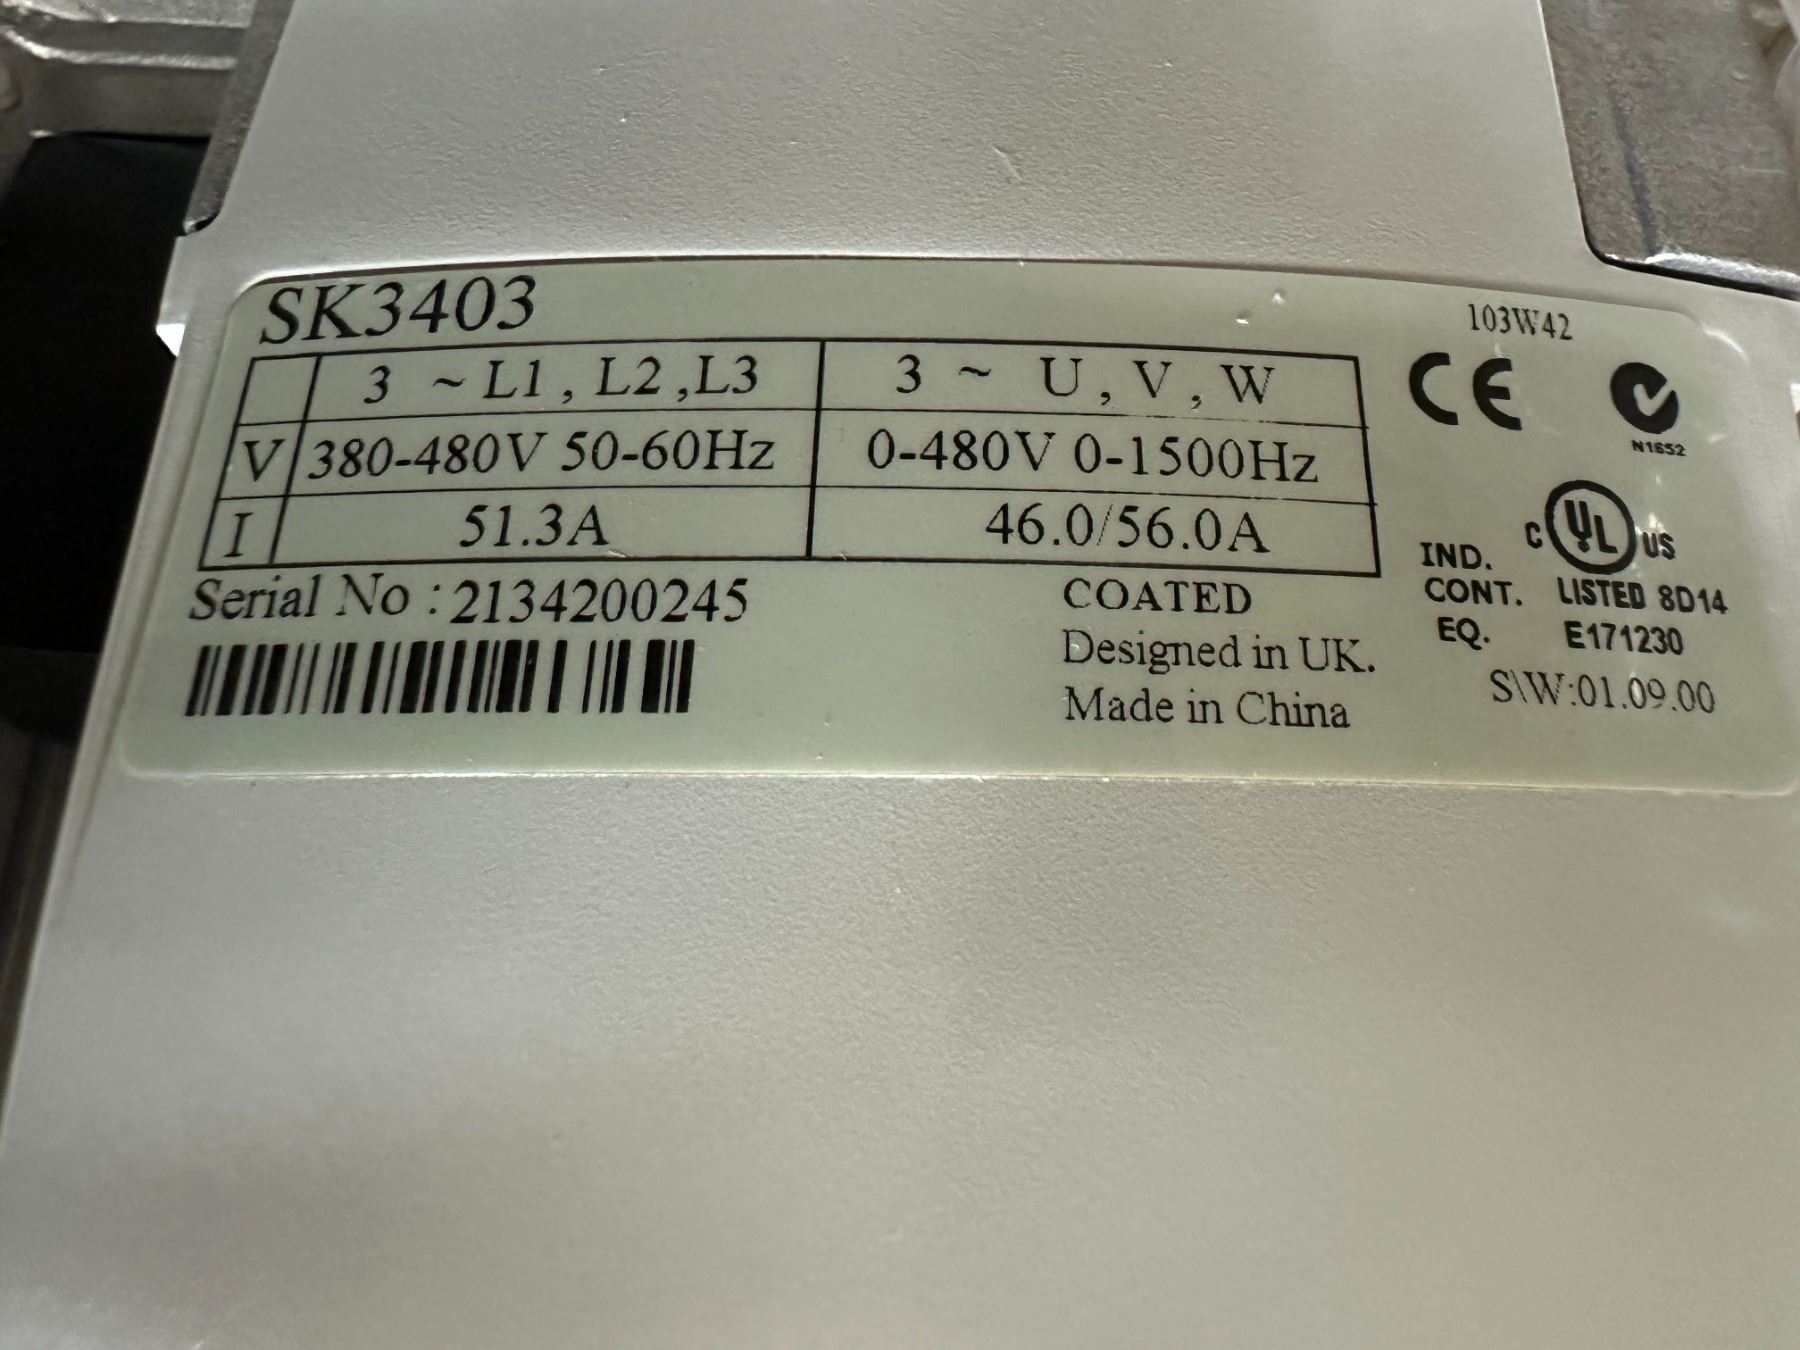 SK3403
103W42
3 ~ L1, L2, L3 3 ~ U, V, W
V 380-480V 50-60Hz 0-480V 0-1500Hz
I 51.3A 46.0/56.0A
CE
N1652
C UL US
IND.
CONT.
EQ.
LISTED 8D14
E171230
Serial No : 2134200245
COATED
Designed in UK.
Made in China
S\W:01.09.00